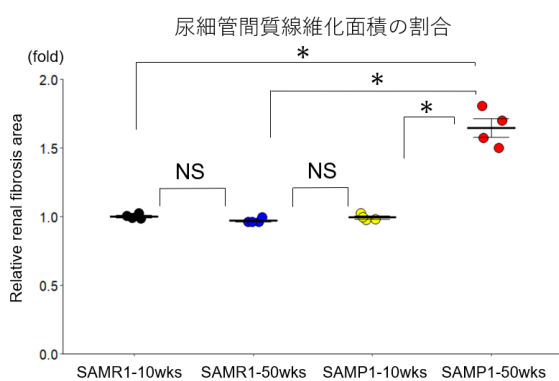 尿細管間質線維化面積の割合
(fold)
*
*
*
NS
NS
Relative renal fibrosis area
2.0
1.5
1.0
0.5
0.0
SAMR1-10wks SAMR1-50wks SAMP1-10wks SAMP1-50wks